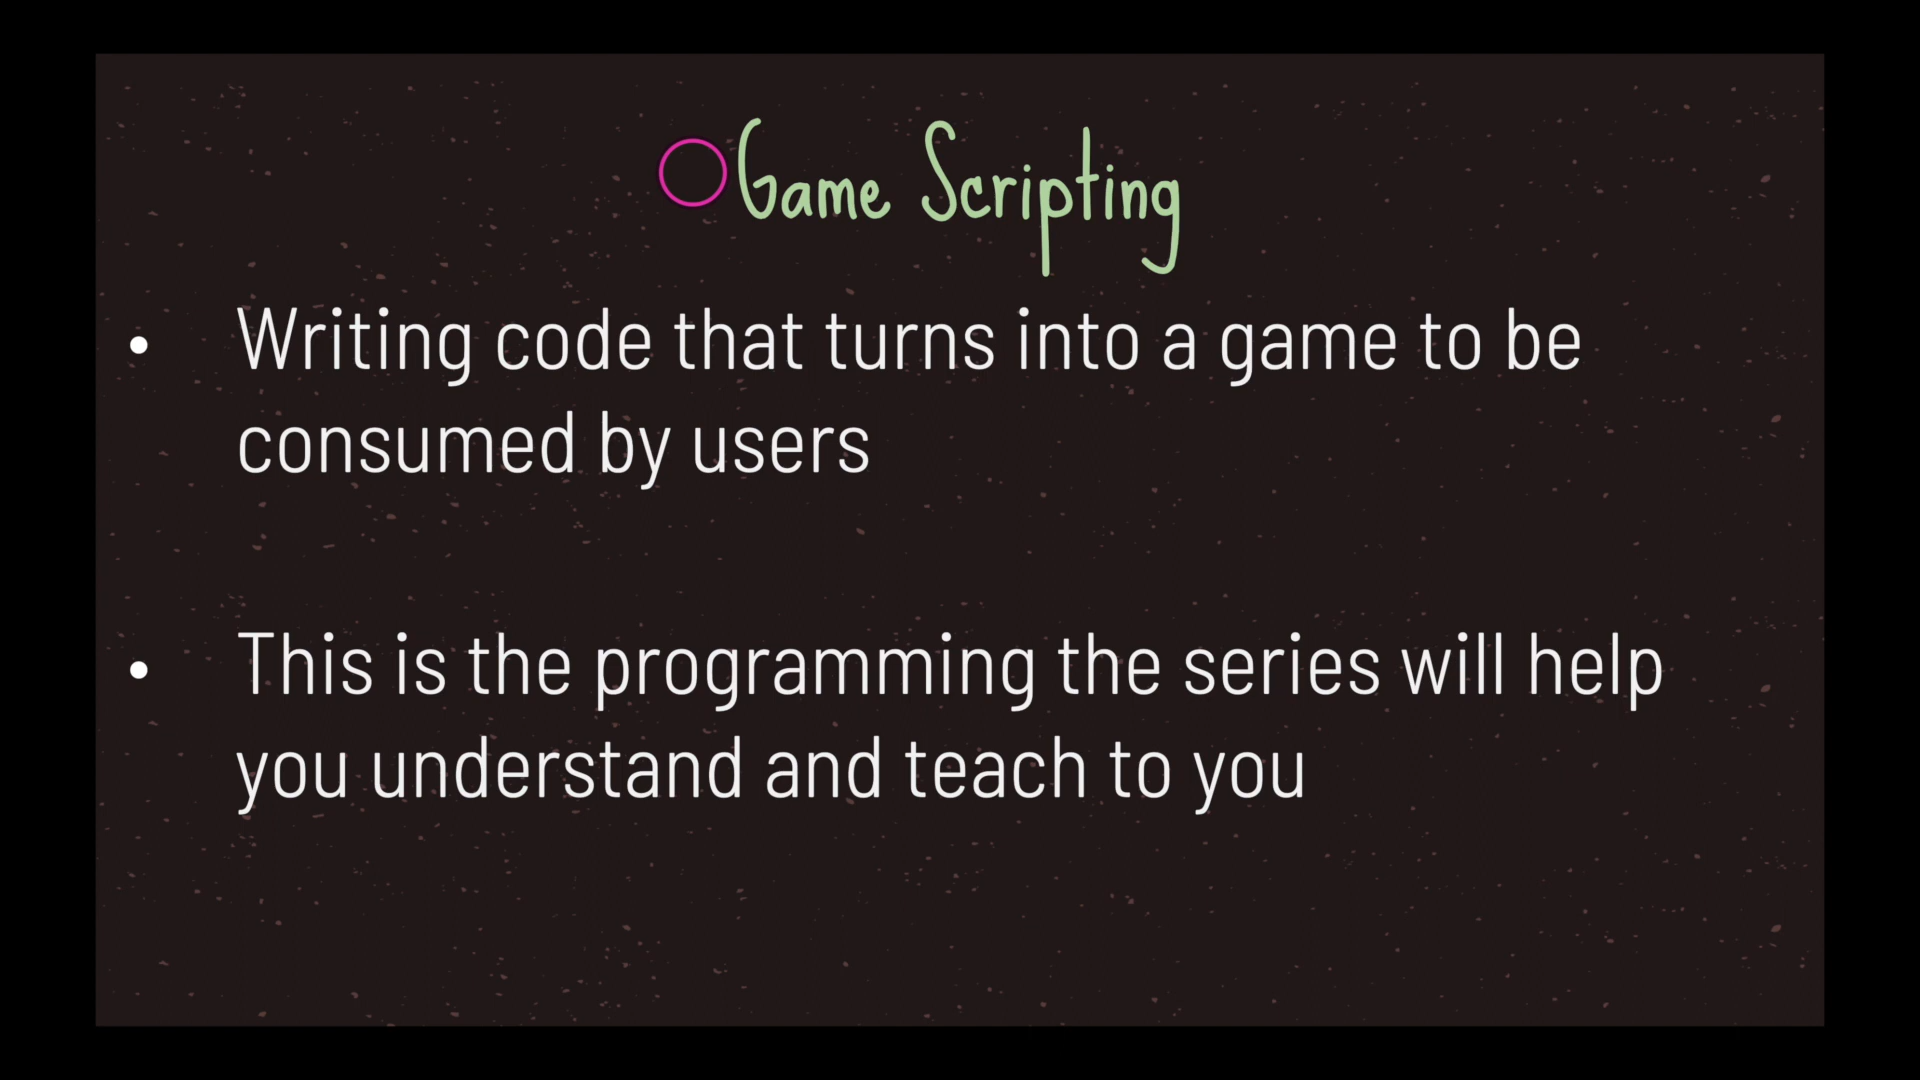 Game Scripting
• Writing code that turns into a game to be
consumed by users
• This is the programming the series will help
you understand and teach to you